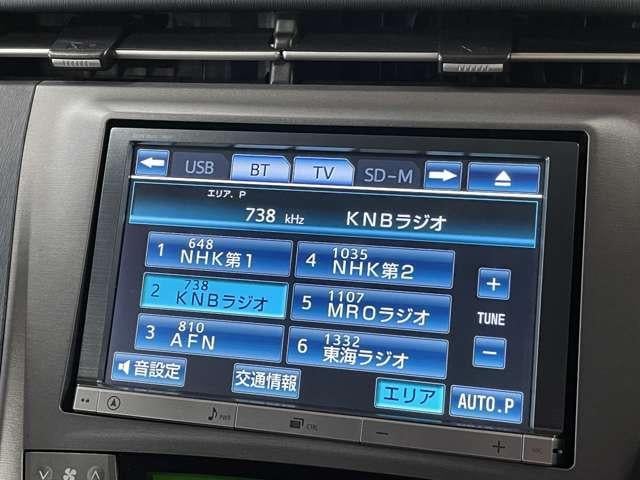 USB BT TV SD-M
エリア. P
738 kHz KNBラジオ
1 648 NHK第1
4 1035 NHK第2
2 738 KNBラジオ
5 1107 MROラジオ
3 810 AFN
6 1332 東海ラジオ
+
TUNE
−
音設定
交通情報
エリア
AUTO.P
PWR
CTRL
− +